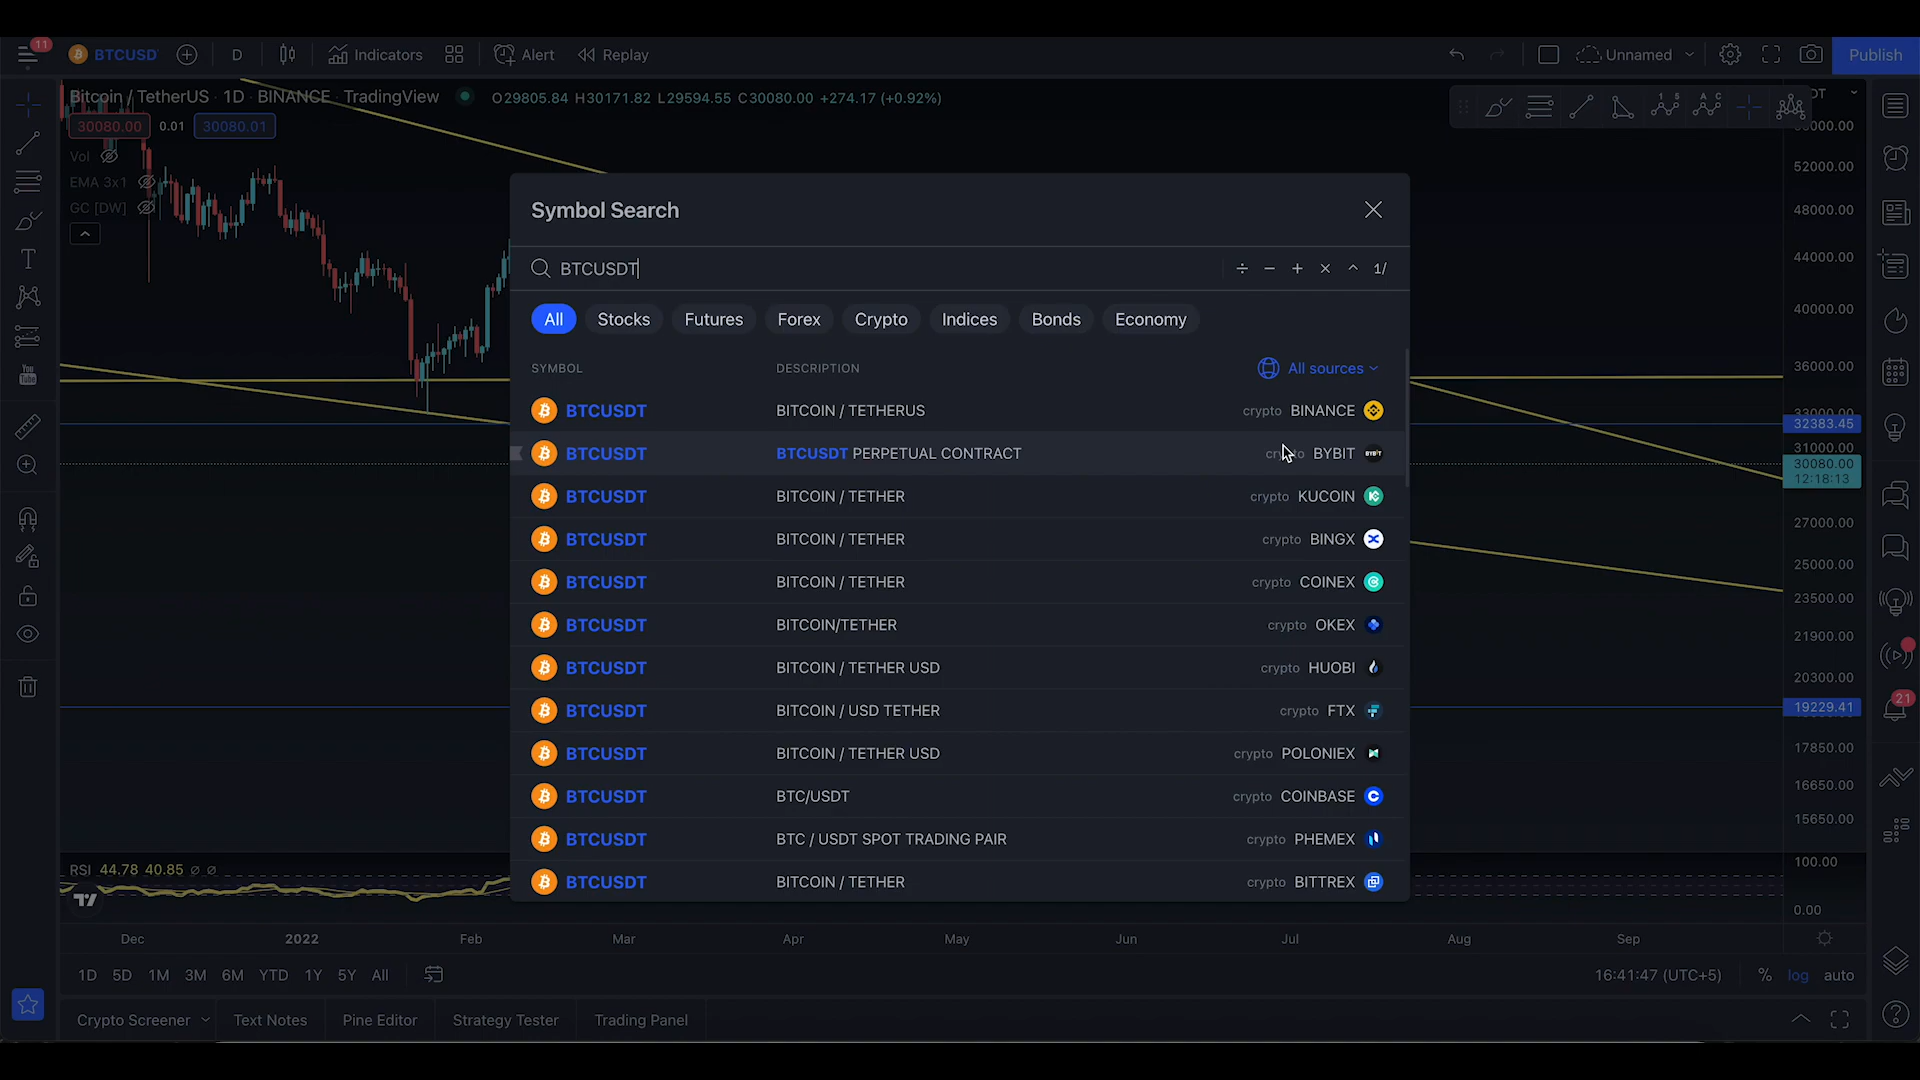 11
BTCUSD
D
Indicators
Alert
Replay
Unnamed
Publish
Bitcoin / TetherUS · 1D · BINANCE · TradingView
O29805.84 H30171.82 L29594.55 C30080.00 +274.17 (+0.92%)
30080.00
0.01
30080.01
Vol
EMA 3x1
GC [DW]
Symbol Search
BTCUSDT
÷ − + × ^ 1/
All
Stocks
Futures
Forex
Crypto
Indices
Bonds
Economy
SYMBOL
DESCRIPTION
All sources
BTCUSDT BITCOIN / TETHERUS crypto BINANCE
BTCUSDT BTCUSDT PERPETUAL CONTRACT crypto BYBIT
BTCUSDT BITCOIN / TETHER crypto KUCOIN
BTCUSDT BITCOIN / TETHER crypto BINGX
BTCUSDT BITCOIN / TETHER crypto COINEX
BTCUSDT BITCOIN/TETHER crypto OKEX
BTCUSDT BITCOIN / TETHER USD crypto HUOBI
BTCUSDT BITCOIN / USD TETHER crypto FTX
BTCUSDT BITCOIN / TETHER USD crypto POLONIEX
BTCUSDT BTC/USDT crypto COINBASE
BTCUSDT BTC / USDT SPOT TRADING PAIR crypto PHEMEX
BTCUSDT BITCOIN / TETHER crypto BITTREX
52000.00
48000.00
44000.00
40000.00
36000.00
33000.00
32383.45
31000.00
30080.00
12:18:13
27000.00
25000.00
23500.00
21900.00
20300.00
19229.41
17850.00
16650.00
15650.00
100.00
0.00
21
RSI 44.78 40.85 ∅ ∅
Dec 2022 Feb Mar Apr May Jun Jul Aug Sep
1D 5D 1M 3M 6M YTD 1Y 5Y All
16:41:47 (UTC+5) % log auto
Crypto Screener
Text Notes
Pine Editor
Strategy Tester
Trading Panel